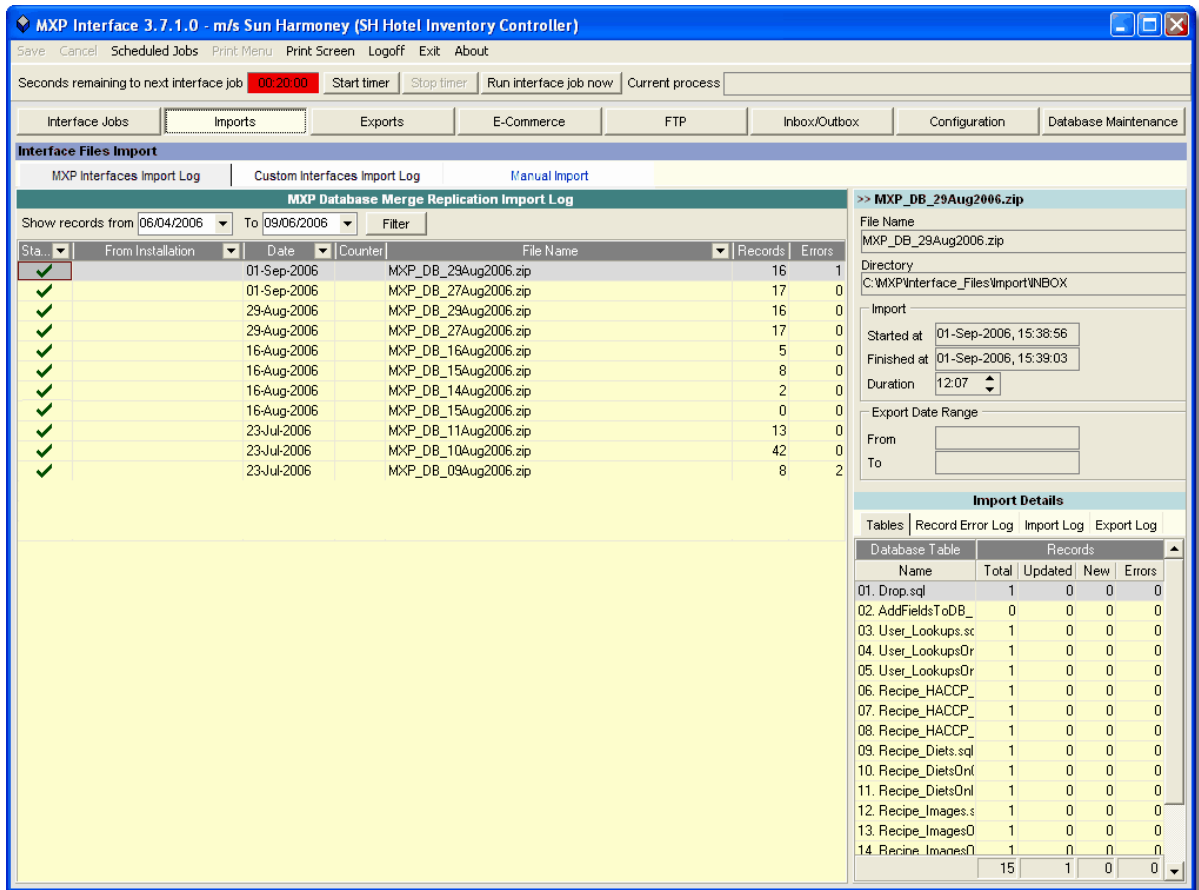 MXP Interface 3.7.1.0 - m/s Sun Harmoney (SH Hotel Inventory Controller)
Save Cancel Scheduled Jobs Print Menu Print Screen Logoff Exit About
Seconds remaining to next interface job 00:20:00 Start timer Stop timer Run interface job now Current process
Interface Jobs Imports Exports E-Commerce FTP Inbox/Outbox Configuration Database Maintenance
Interface Files Import
MXP Interfaces Import Log Custom Interfaces Import Log Manual Import
MXP Database Merge Replication Import Log
Show records from 06/04/2006 To 09/06/2006 Filter
Sta... From Installation Date Counter File Name Records Errors
01-Sep-2006 MXP_DB_29Aug2006.zip 16 1
01-Sep-2006 MXP_DB_27Aug2006.zip 17 0
29-Aug-2006 MXP_DB_29Aug2006.zip 16 0
29-Aug-2006 MXP_DB_27Aug2006.zip 17 0
16-Aug-2006 MXP_DB_16Aug2006.zip 5 0
16-Aug-2006 MXP_DB_15Aug2006.zip 8 0
16-Aug-2006 MXP_DB_14Aug2006.zip 2 0
16-Aug-2006 MXP_DB_15Aug2006.zip 0 0
23-Jul-2006 MXP_DB_11Aug2006.zip 13 0
23-Jul-2006 MXP_DB_10Aug2006.zip 42 0
23-Jul-2006 MXP_DB_09Aug2006.zip 8 2
>> MXP_DB_29Aug2006.zip
File Name
MXP_DB_29Aug2006.zip
Directory
C:\MXP\Interface_Files\Import\INBOX
Import
Started at 01-Sep-2006, 15:38:56
Finished at 01-Sep-2006, 15:39:03
Duration 12:07
Export Date Range
From
To
Import Details
Tables Record Error Log Import Log Export Log
Database Table Records
Name Total Updated New Errors
01. Drop.sql 1 0 0 0
02. AddFieldsToDB_ 0 0 0 0
03. User_Lookups.sc 1 0 0 0
04. User_LookupsOr 1 0 0 0
05. User_LookupsOr 1 0 0 0
06. Recipe_HACCP_ 1 0 0 0
07. Recipe_HACCP_ 1 0 0 0
08. Recipe_HACCP_ 1 0 0 0
09. Recipe_Diets.sql 1 0 0 0
10. Recipe_DietsOn( 1 0 0 0
11. Recipe_DietsOnl 1 0 0 0
12. Recipe_Images.s 1 0 0 0
13. Recipe_ImagesO 1 0 0 0
14. Recipe_ImagesO 1 0 0 0
15 1 0 0